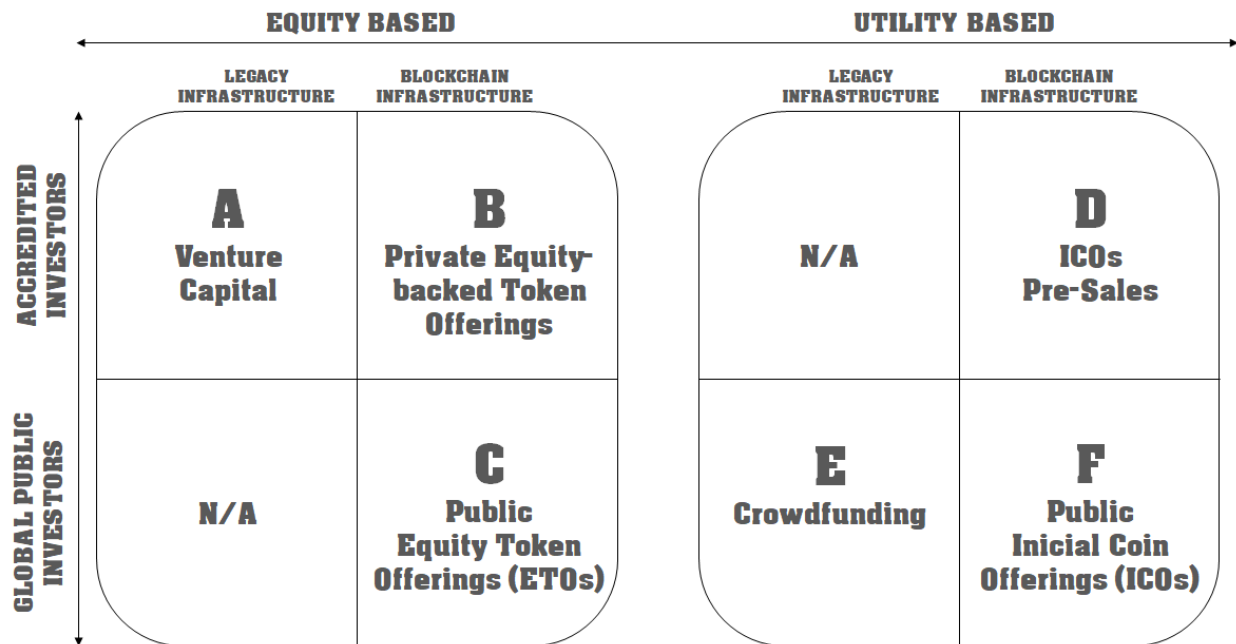 EQUITY BASED
UTILITY BASED
LEGACY
INFRASTRUCTURE
BLOCKCHAIN
INFRASTRUCTURE
LEGACY
INFRASTRUCTURE
BLOCKCHAIN
INFRASTRUCTURE
ACCREDITED
INVESTORS
A
Venture
Capital
B
Private Equity-
backed Token
Offerings
N/A
D
ICOs
Pre-Sales
GLOBAL PUBLIC
INVESTORS
N/A
C
Public
Equity Token
Offerings (ETOs)
E
Crowdfunding
F
Public
Inicial Coin
Offerings (ICOs)